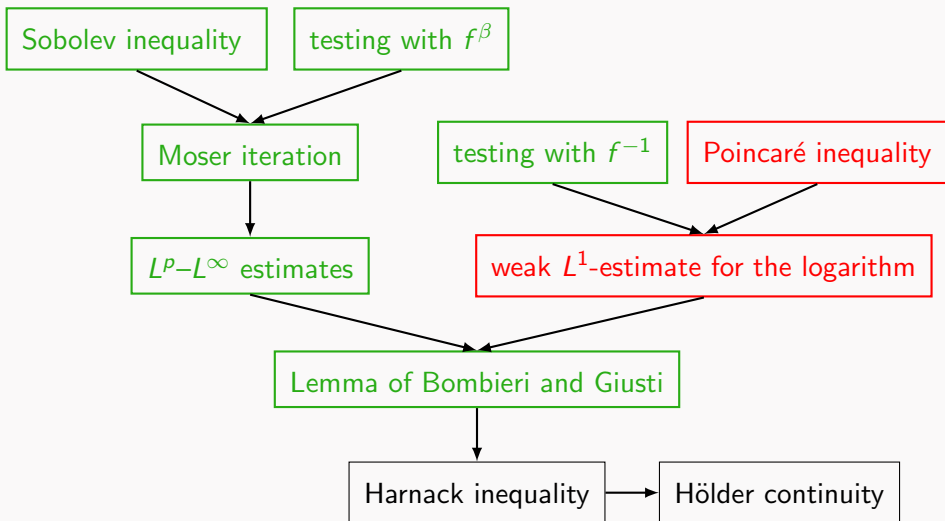 Sobolev inequality
testing with f^β
Moser iteration
testing with f^{-1}
Poincaré inequality
L^p–L^∞ estimates
weak L^1-estimate for the logarithm
Lemma of Bombieri and Giusti
Harnack inequality
Hölder continuity